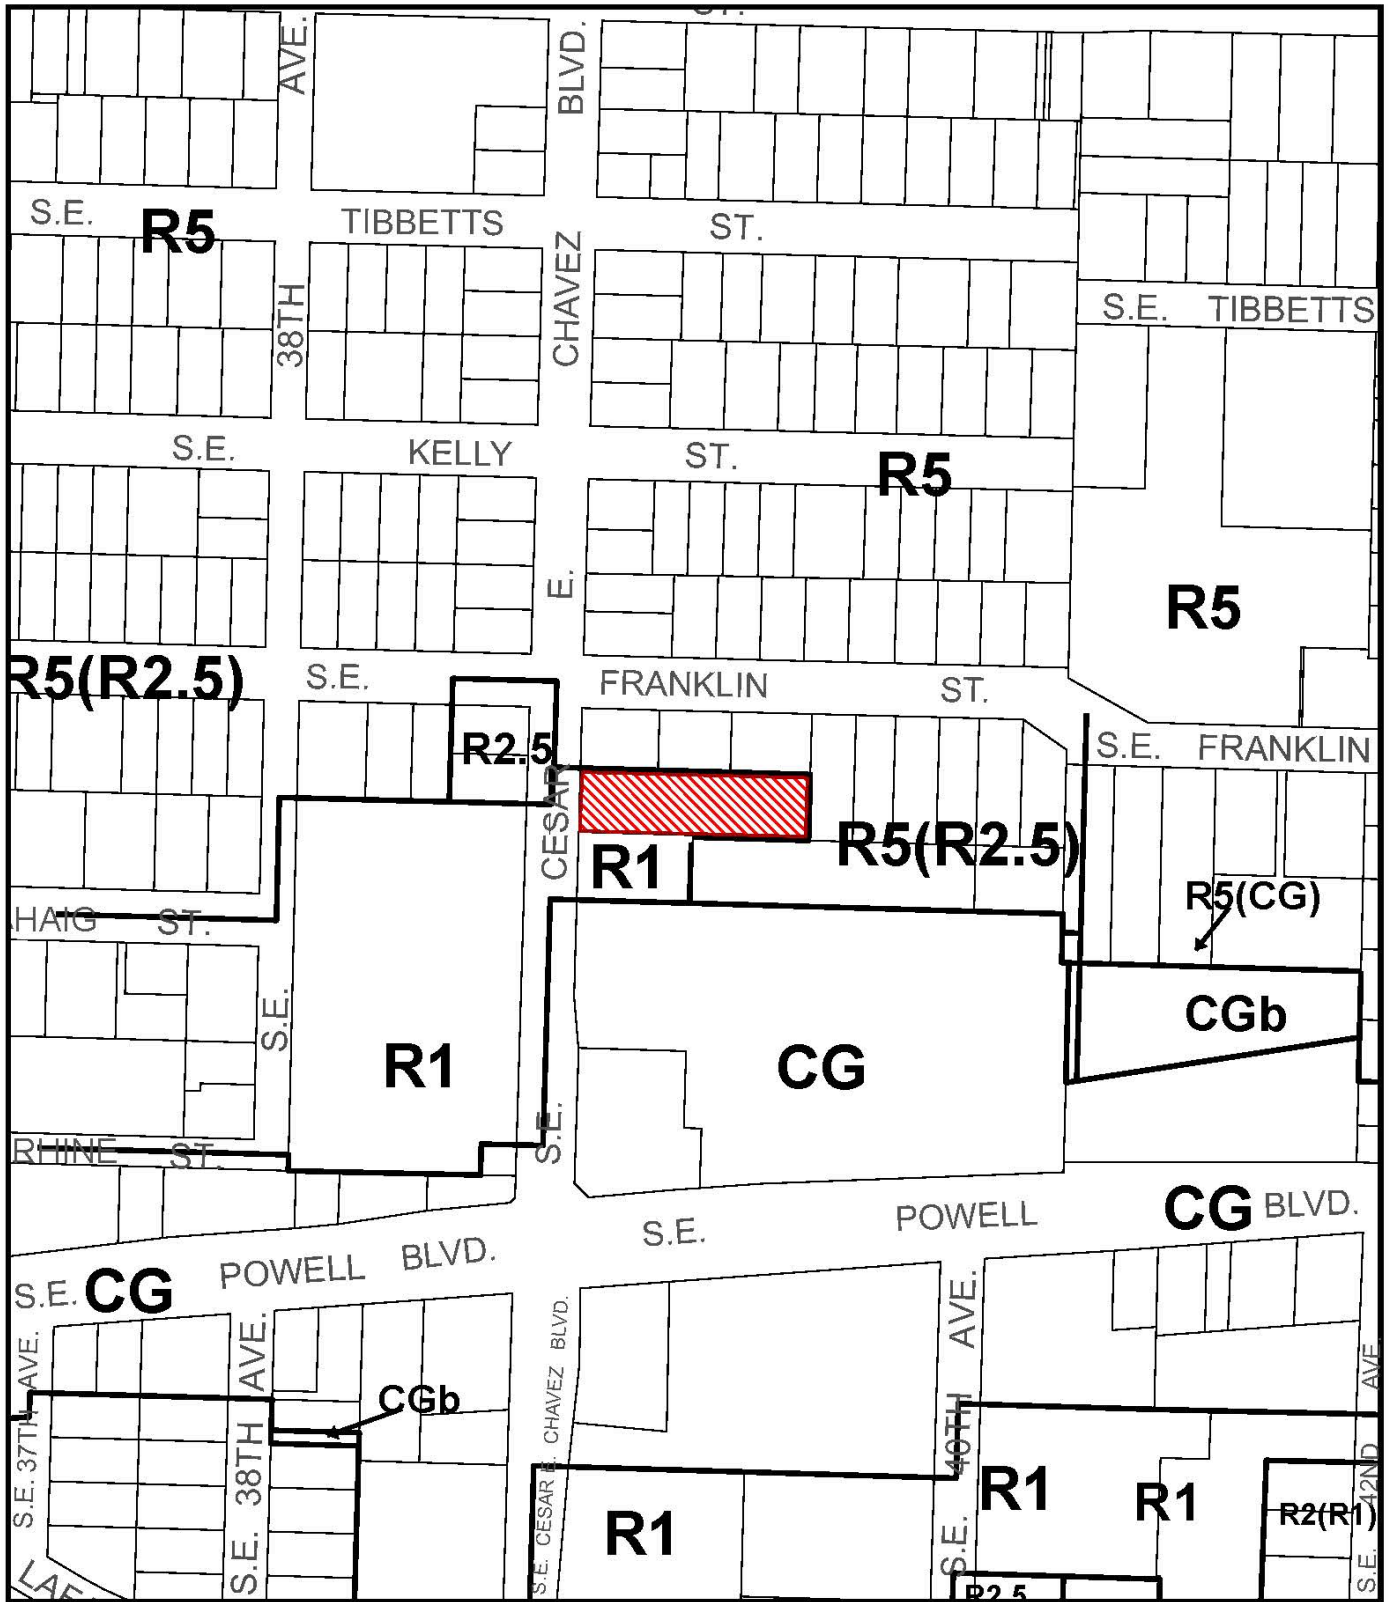 ST.
AVE.
BLVD.
S.E.
R5
TIBBETTS
ST.
38TH
CHAVEZ
S.E. TIBBETTS
S.E.
KELLY
ST.
R5
E.
R5
R5(R2.5)
S.E.
FRANKLIN
ST.
R2.5
S.E. FRANKLIN
CESAR
R1
R5(R2.5)
R5(CG)
HAIG ST.
S.E.
CGb
R1
CG
S.E.
RHINE ST.
CG
BLVD.
S.E.
POWELL
S.E.
CG
POWELL
BLVD.
S.E. 37TH AVE.
S.E. 38TH AVE.
CGb
S.E. CESAR E. CHAVEZ BLVD.
S.E. 40TH AVE.
S.E. 42ND AVE
R1
R1
R1
R2(R1)
R2.5